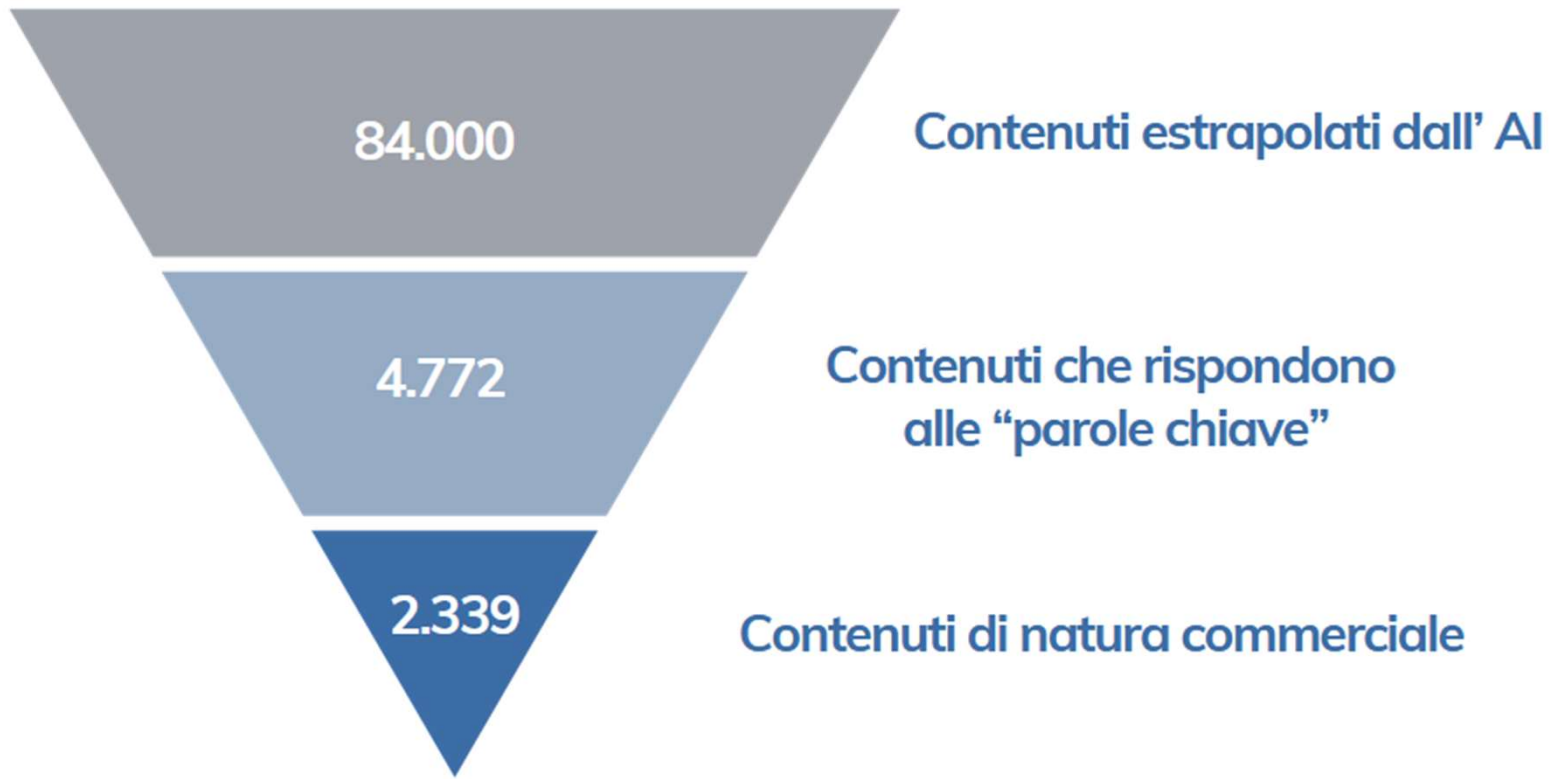 84.000
Contenuti estrapolati dall’ AI
4.772
Contenuti che rispondono
alle “parole chiave”
2.339
Contenuti di natura commerciale